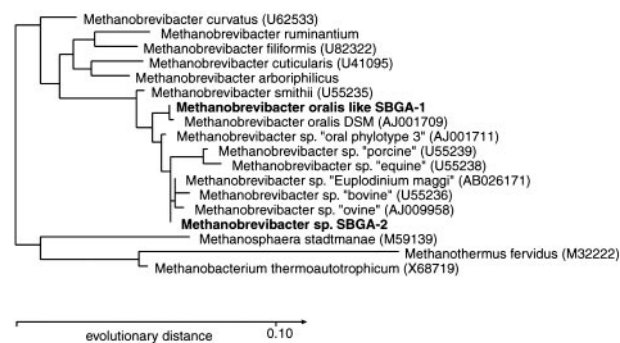 Methanobrevibacter curvatus (U62533)
Methanobrevibacter ruminantium
Methanobrevibacter filiformis (U82322)
Methanobrevibacter cuticularis (U41095)
Methanobrevibacter arboriphilicus
Methanobrevibacter smithii (U55235)
Methanobrevibacter oralis like SBGA-1
Methanobrevibacter oralis DSM (AJ001709)
Methanobrevibacter sp. "oral phylotype 3" (AJ001711)
Methanobrevibacter sp. "porcine" (U55239)
Methanobrevibacter sp. "equine" (U55238)
Methanobrevibacter sp. "Euplodinium maggi" (AB026171)
Methanobrevibacter sp. "bovine" (U55236)
Methanobrevibacter sp. "ovine" (AJ009958)
Methanobrevibacter sp. SBGA-2
Methanosphaera stadtmanae (M59139)
Methanothermus fervidus (M32222)
Methanobacterium thermoautotrophicum (X68719)
evolutionary distance 0.10